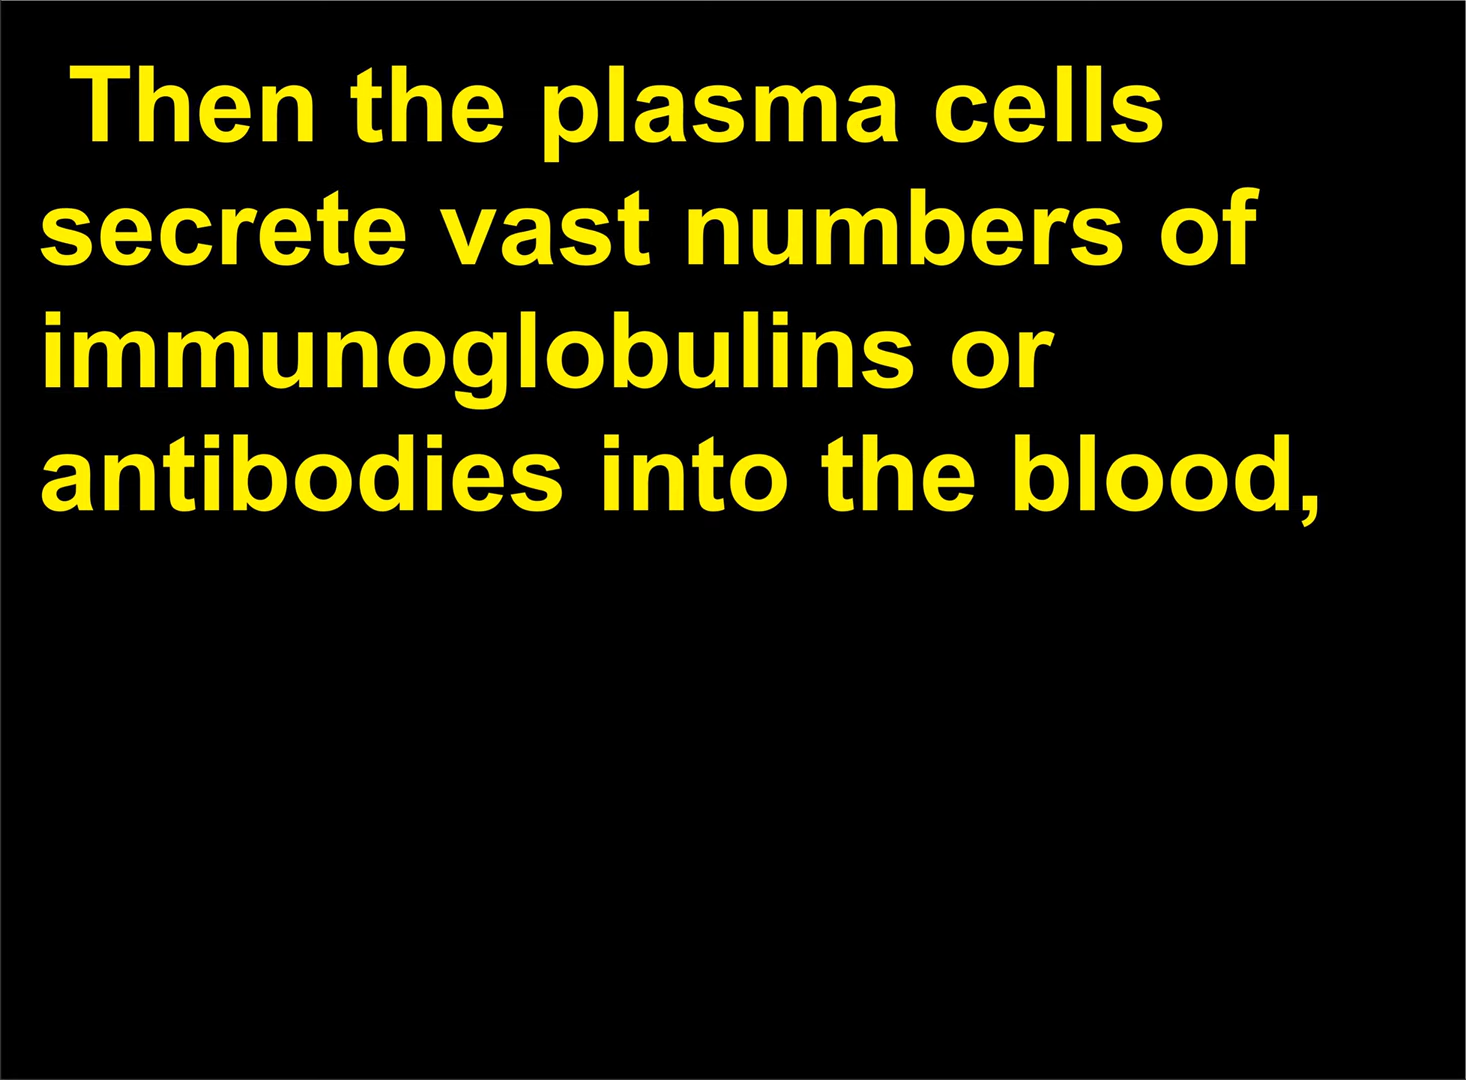 Then the plasma cells
secrete vast numbers of
immunoglobulins or
antibodies into the blood,